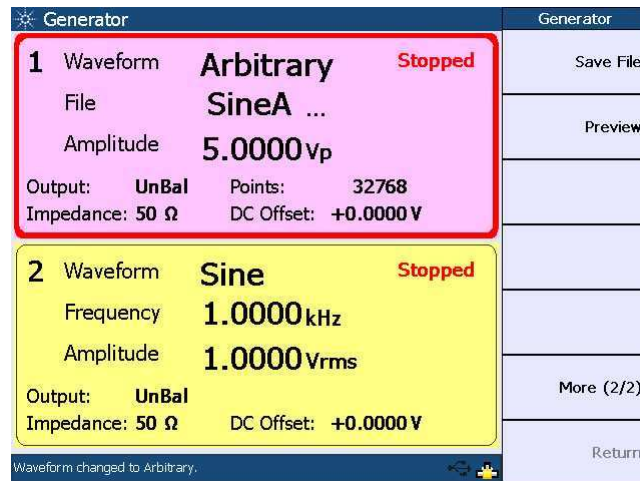 Generator
1 Waveform Arbitrary Stopped
File SineA ...
Amplitude 5.0000 Vp
Output: UnBal Points: 32768
Impedance: 50 Ω DC Offset: +0.0000 V
2 Waveform Sine Stopped
Frequency 1.0000 kHz
Amplitude 1.0000 Vrms
Output: UnBal
Impedance: 50 Ω DC Offset: +0.0000 V
Waveform changed to Arbitrary.
Generator
Save File
Preview
More (2/2)
Return